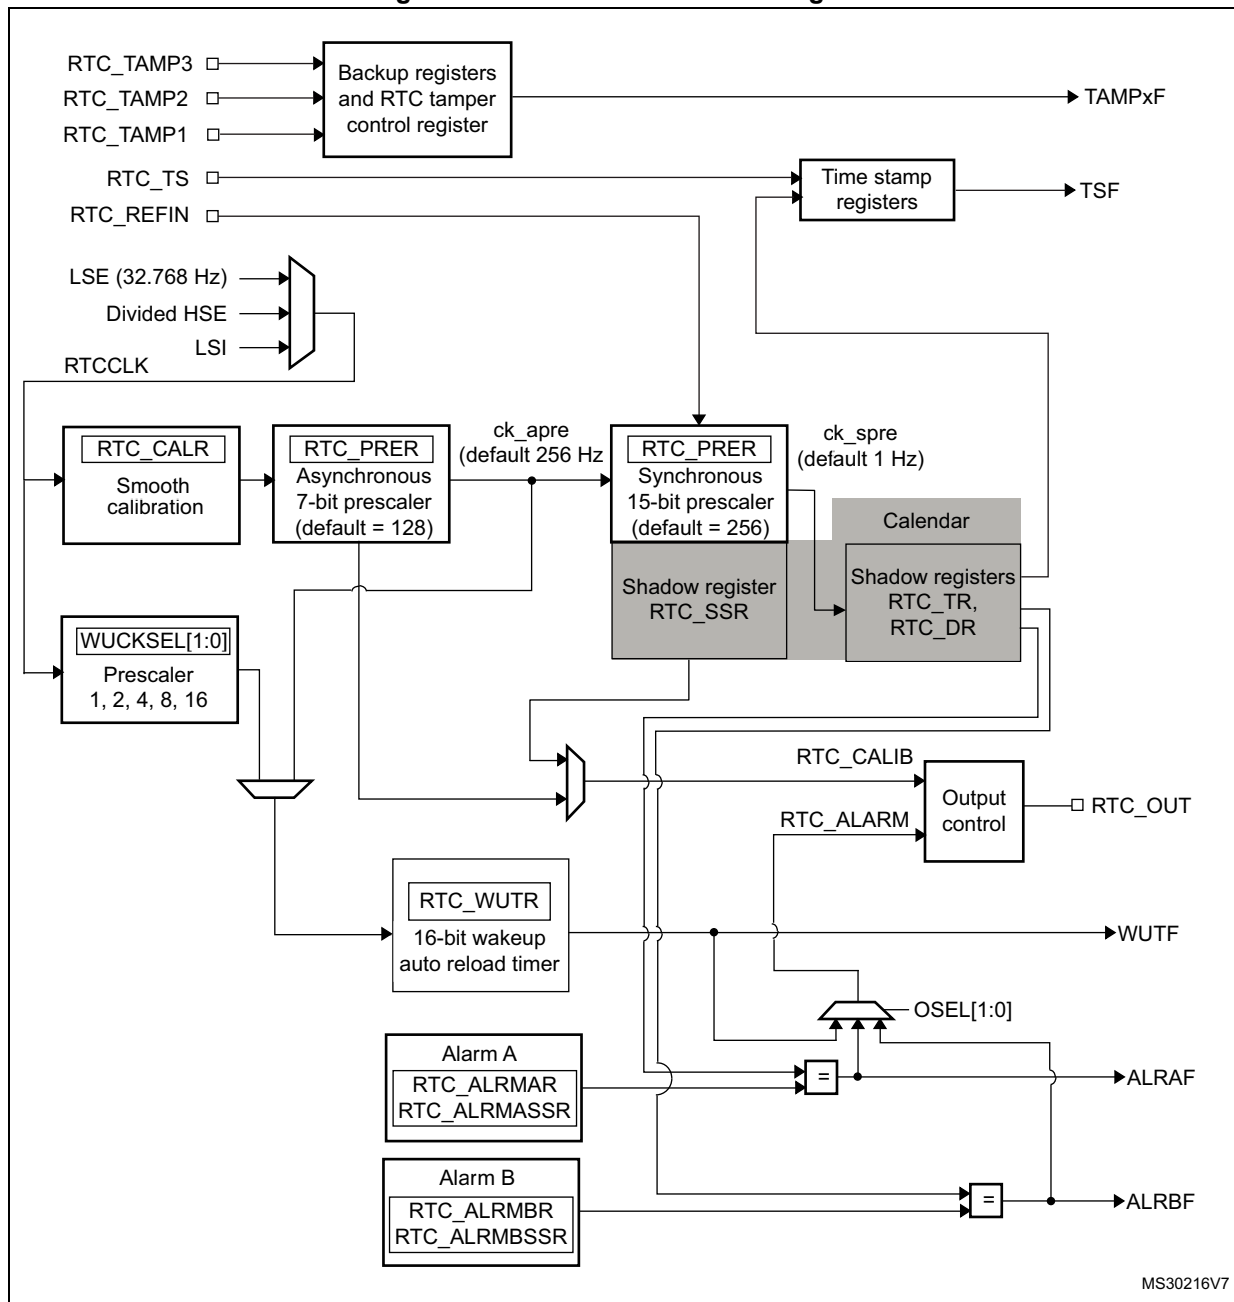 RTC_TAMP3
RTC_TAMP2
RTC_TAMP1
Backup registers
and RTC tamper
control register
TAMPxF
RTC_TS
RTC_REFIN
Time stamp
registers
TSF
LSE (32.768 Hz)
Divided HSE
LSI
RTCCLK
RTC_CALR
Smooth
calibration
RTC_PRER
Asynchronous
7-bit prescaler
(default = 128)
ck_apre
(default 256 Hz
RTC_PRER
Synchronous
15-bit prescaler
(default = 256)
ck_spre
(default 1 Hz)
Calendar
Shadow register
RTC_SSR
Shadow registers
RTC_TR,
RTC_DR
WUCKSEL[1:0]
Prescaler
1, 2, 4, 8, 16
RTC_CALIB
RTC_ALARM
Output
control
RTC_OUT
RTC_WUTR
16-bit wakeup
auto reload timer
WUTF
OSEL[1:0]
Alarm A
RTC_ALRMAR
RTC_ALRMASSR
=
ALRAF
Alarm B
RTC_ALRMBR
RTC_ALRMBSSR
=
ALRBF
MS30216V7